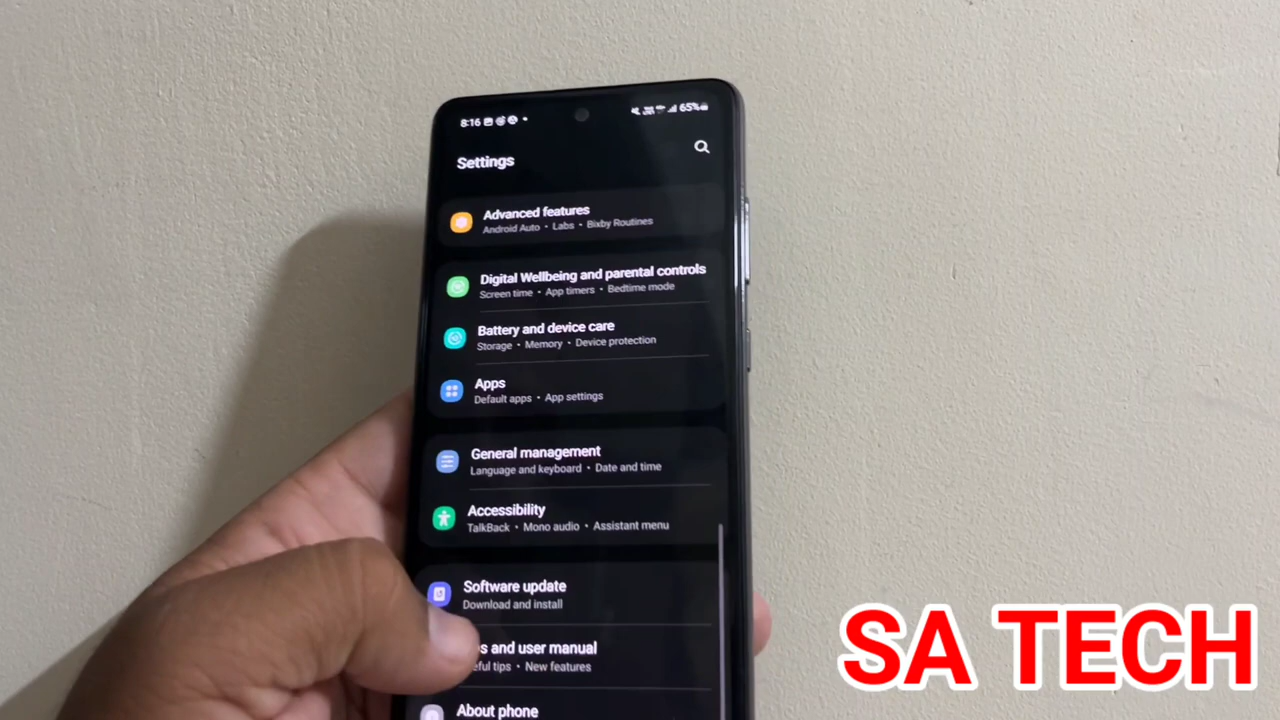 8:16
65%
Settings
Advanced features
Android Auto • Labs • Bixby Routines
Digital Wellbeing and parental controls
Screen time • App timers • Bedtime mode
Battery and device care
Storage • Memory • Device protection
Apps
Default apps • App settings
General management
Language and keyboard • Date and time
Accessibility
TalkBack • Mono audio • Assistant menu
Software update
Download and install
and user manual
tips • New features
About phone
SA TECH